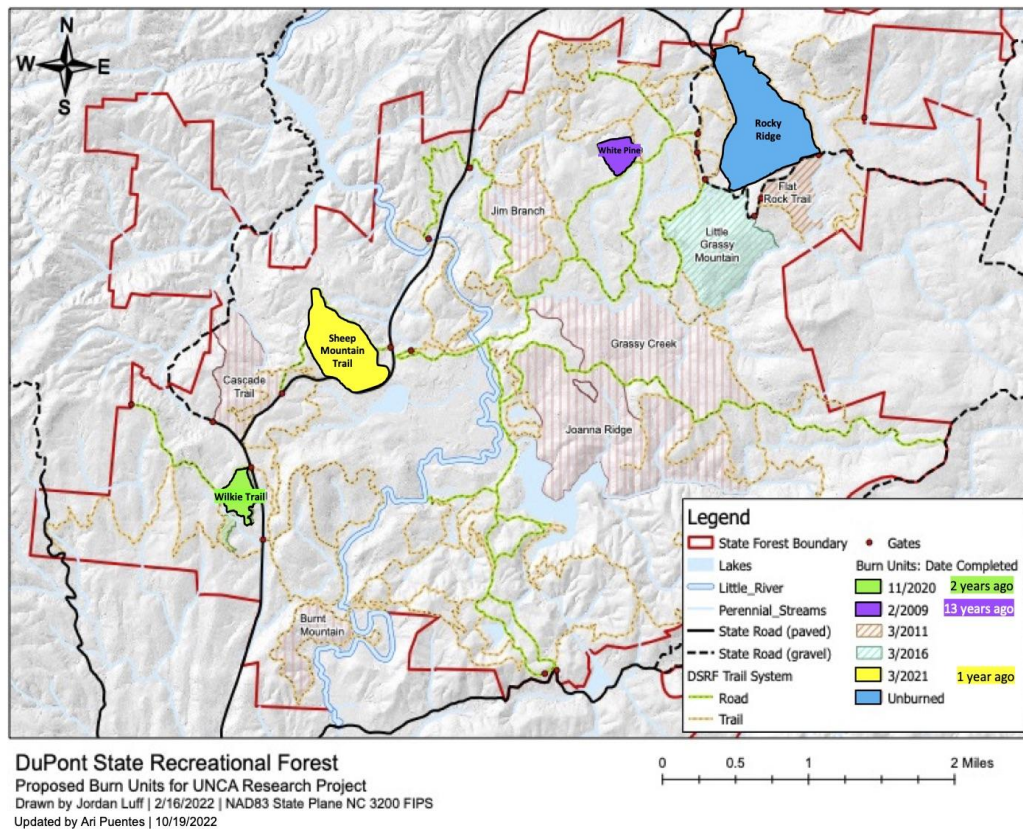 N
W E
S
Rocky
Ridge
White Pine
Flat
Rock Trail
Jim Branch
Little
Grassy
Mountain
Sheep
Mountain
Trail
Grassy Creek
Cascade
Trail
Joanna Ridge
Wilkie Trail
Burnt
Mountain
Legend
State Forest Boundary
Lakes
Little_River
Perennial_Streams
State Road (paved)
State Road (gravel)
DSRF Trail System
Road
Trail
Gates
Burn Units: Date Completed
11/2020 2 years ago
2/2009 13 years ago
3/2011
3/2016
3/2021 1 year ago
Unburned
DuPont State Recreational Forest
Proposed Burn Units for UNCA Research Project
Drawn by Jordan Luff | 2/16/2022 | NAD83 State Plane NC 3200 FIPS
Updated by Ari Puentes | 10/19/2022
0 0.5 1 2 Miles